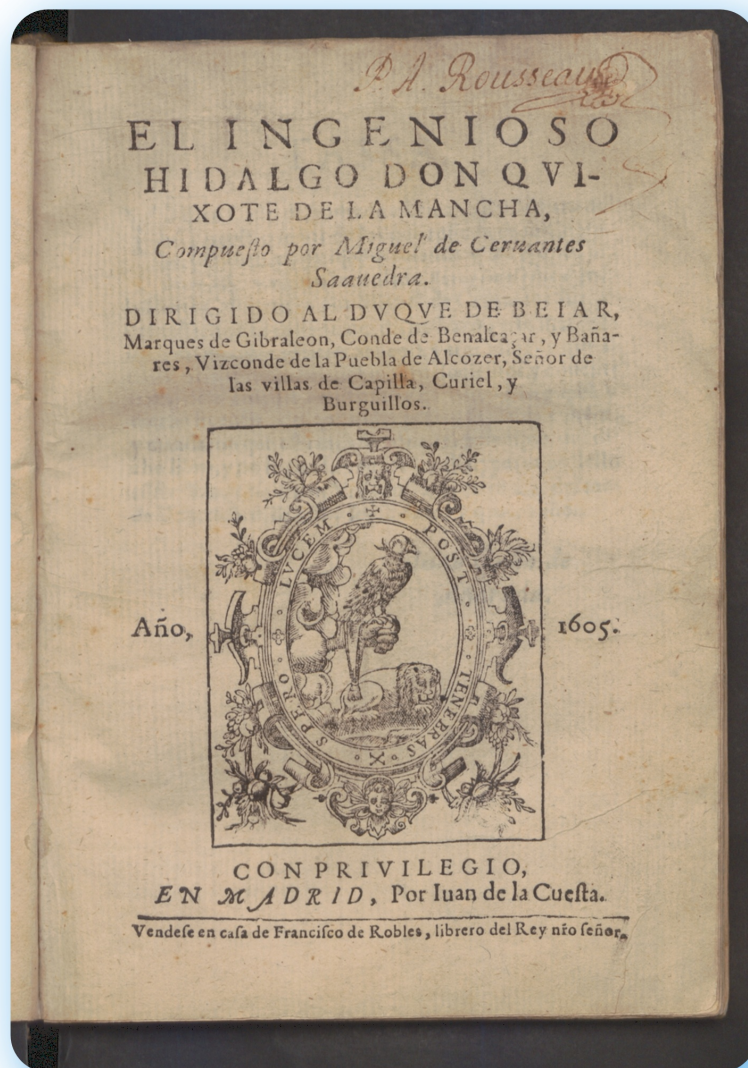 P. A. Rousseau
EL INGENIOSO
HIDALGO DON QVI-
XOTE DE LA MANCHA,
Compueſto por Miguel de Ceruantes
Saauedra.
DIRIGIDO AL DVQVE DE BEIAR,
Marques de Gibraleon, Conde de Benalcaçar, y Baña-
res, Vizconde de la Puebla de Alcozer, Señor de
las villas de Capilla, Curiel, y
Burguillos.
SPERO LVCEM POST TENEBRAS
Año, 1605.
CON PRIVILEGIO,
EN MADRID, Por Iuan de la Cueſta.
Vendeſe en caſa de Franciſco de Robles, librero del Rey nr̃o ſeñor.